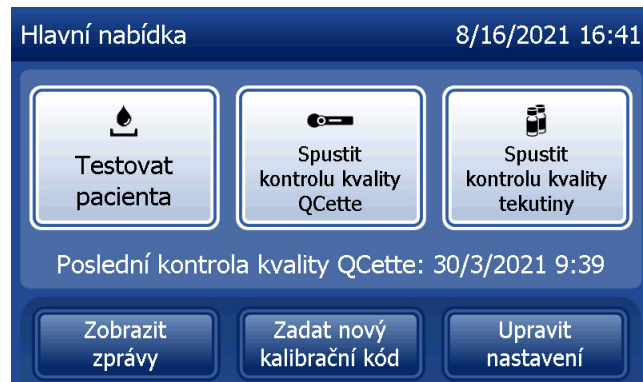 Hlavní nabídka 8/16/2021 16:41
Testovat
pacienta
Spustit
kontrolu kvality
QCette
Spustit
kontrolu kvality
tekutiny
Poslední kontrola kvality QCette: 30/3/2021 9:39
Zobrazit
zprávy
Zadat nový
kalibrační kód
Upravit
nastavení